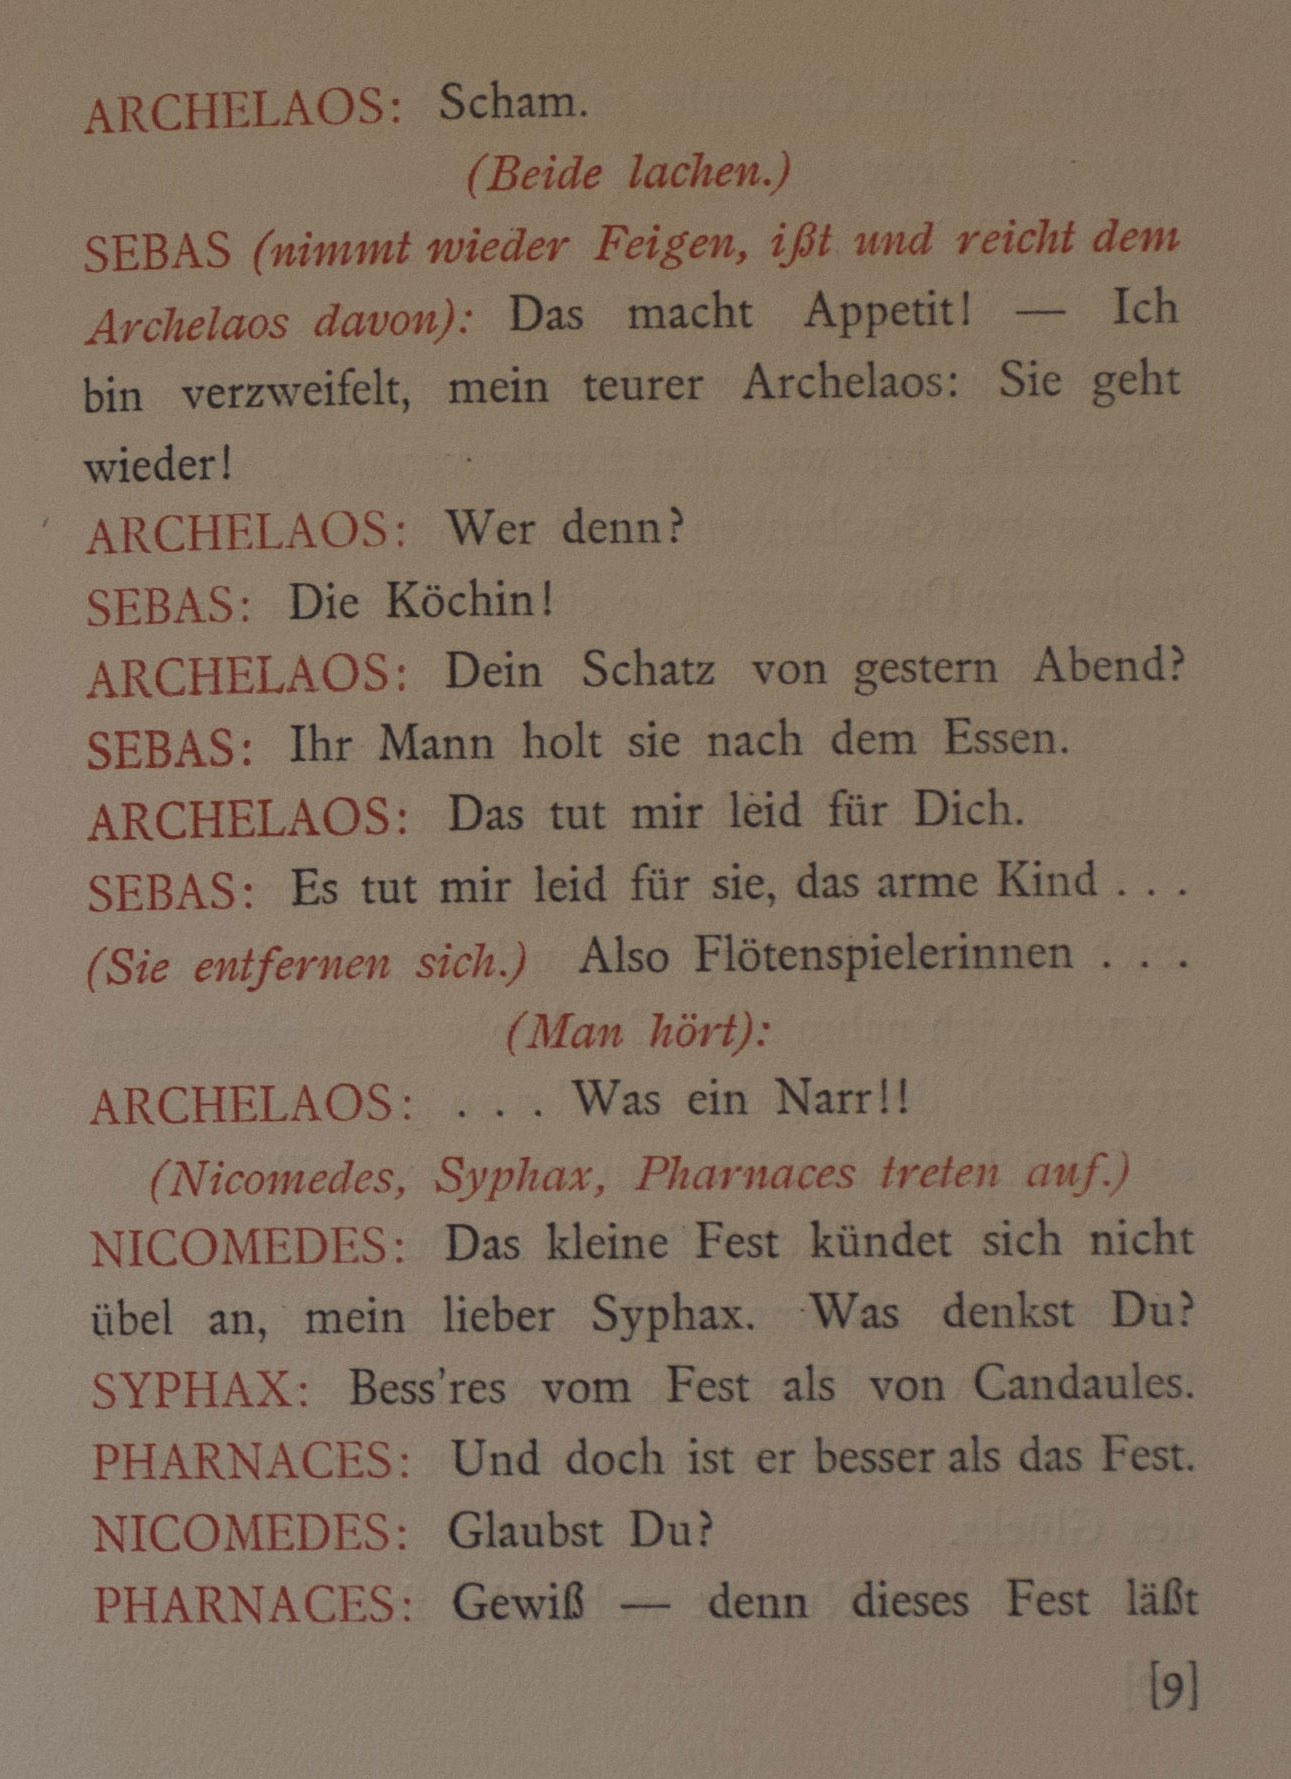 ARCHELAOS: Scham.
(Beide lachen.)
SEBAS (nimmt wieder Feigen, ißt und reicht dem
Archelaos davon): Das macht Appetit! — Ich
bin verzweifelt, mein teurer Archelaos: Sie geht
wieder!
ARCHELAOS: Wer denn?
SEBAS: Die Köchin!
ARCHELAOS: Dein Schatz von gestern Abend?
SEBAS: Ihr Mann holt sie nach dem Essen.
ARCHELAOS: Das tut mir leid für Dich.
SEBAS: Es tut mir leid für sie, das arme Kind . . .
(Sie entfernen sich.) Also Flötenspielerinnen . . .
(Man hört):
ARCHELAOS: . . . Was ein Narr!!
(Nicomedes, Syphax, Pharnaces treten auf.)
NICOMEDES: Das kleine Fest kündet sich nicht
übel an, mein lieber Syphax. Was denkst Du?
SYPHAX: Bess'res vom Fest als von Candaules.
PHARNACES: Und doch ist er besser als das Fest.
NICOMEDES: Glaubst Du?
PHARNACES: Gewiß — denn dieses Fest läßt
[9]